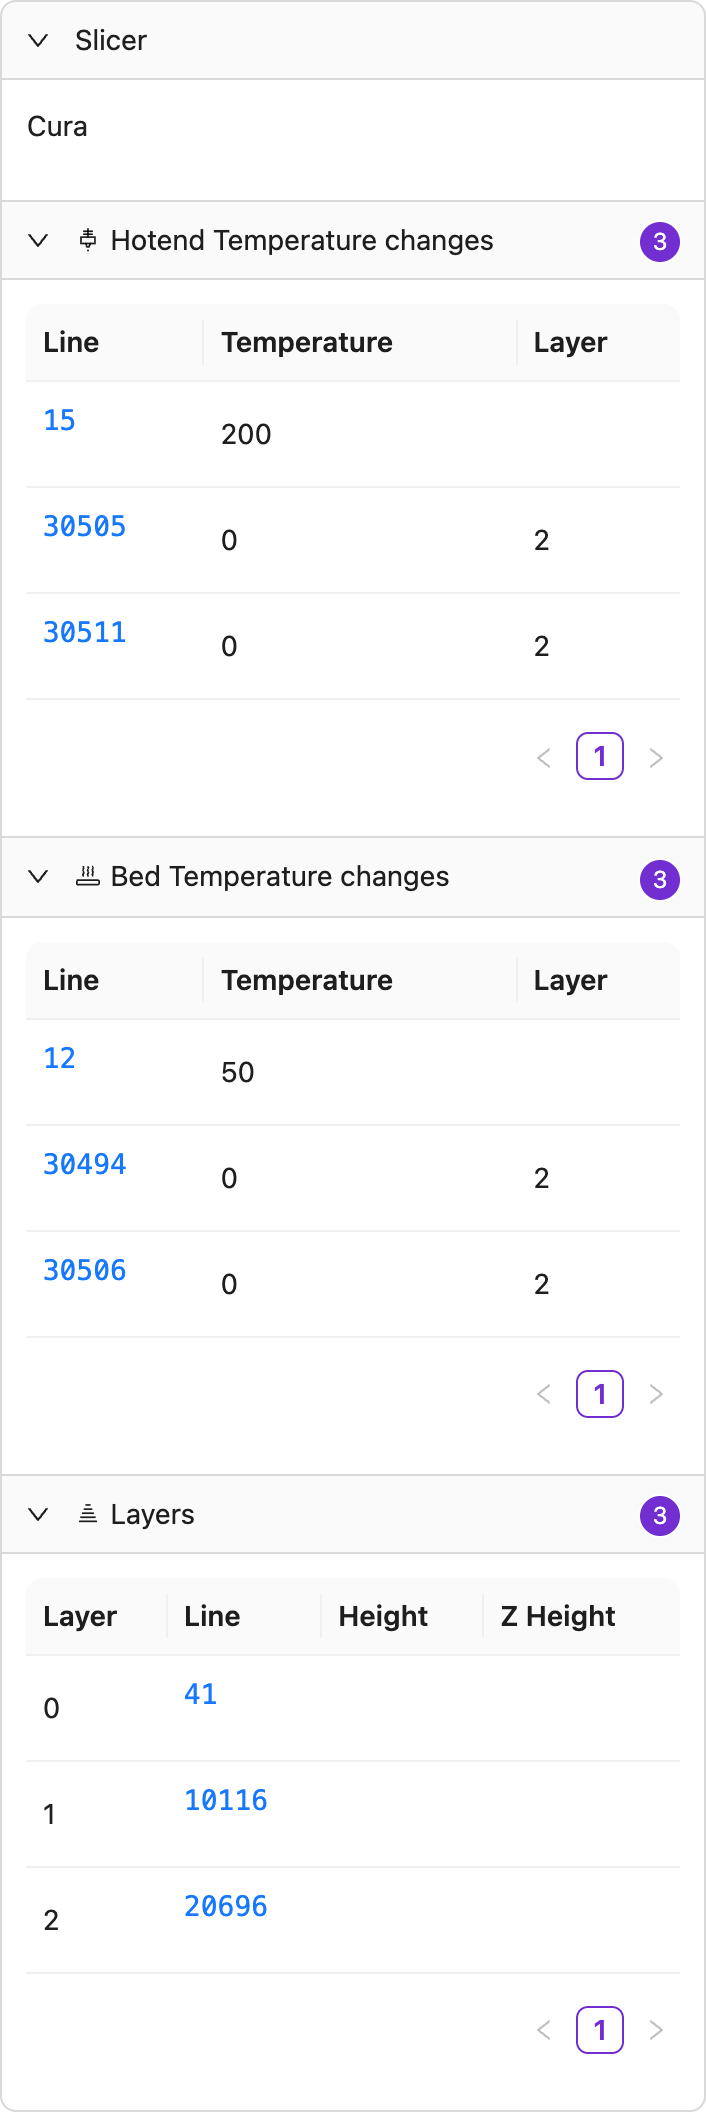 Slicer
Cura
Hotend Temperature changes 3
Line Temperature Layer
15 200
30505 0 2
30511 0 2
< 1 >
Bed Temperature changes 3
Line Temperature Layer
12 50
30494 0 2
30506 0 2
< 1 >
Layers 3
Layer Line Height Z Height
0 41
1 10116
2 20696
< 1 >